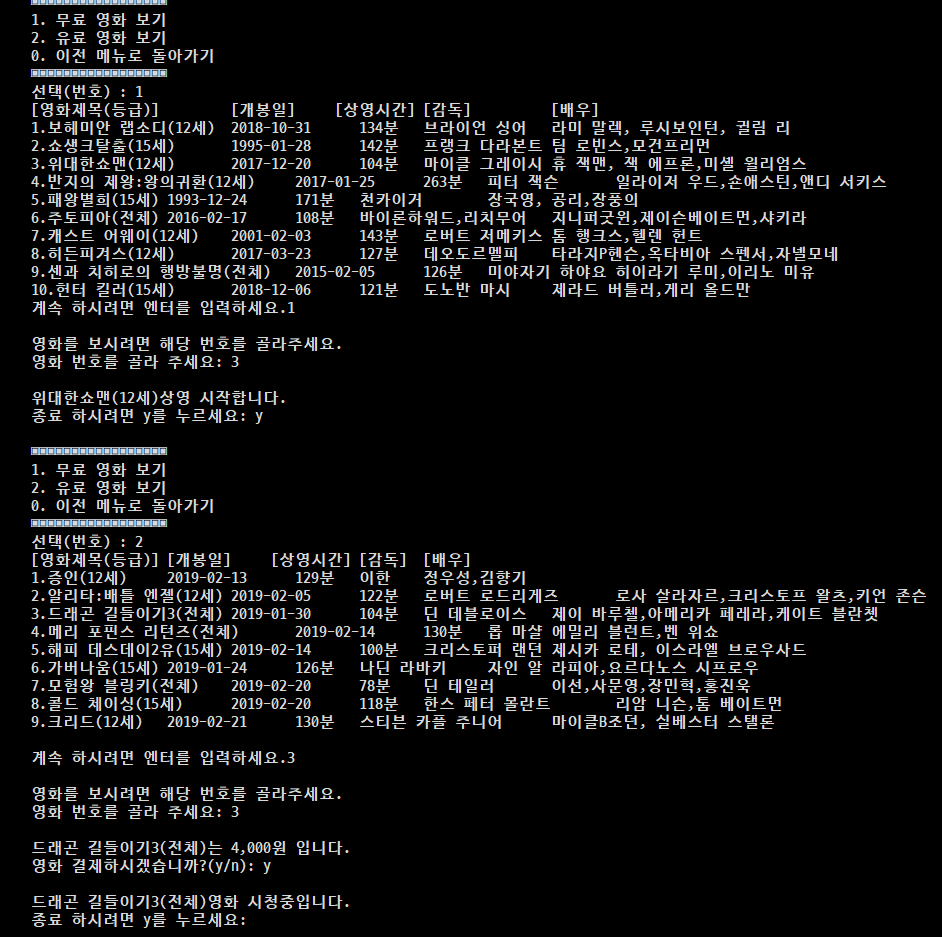 ▣▣▣▣▣▣▣▣▣▣▣▣▣▣▣▣▣
1. 무료 영화 보기
2. 유료 영화 보기
0. 이전 메뉴로 돌아가기
▣▣▣▣▣▣▣▣▣▣▣▣▣▣▣▣▣
선택(번호) : 1
[영화제목(등급)] [개봉일] [상영시간] [감독] [배우]
1.보헤미안 랩소디(12세) 2018-10-31 134분 브라이언 싱어 라미 말렉, 루시보인턴, 귈림 리
2.쇼생크탈출(15세) 1995-01-28 142분 프랭크 다라본트 팀 로빈스,모건프리먼
3.위대한쇼맨(12세) 2017-12-20 104분 마이클 그레이시 휴 잭맨, 잭 에프론,미셸 윌리엄스
4.반지의 제왕:왕의귀환(12세) 2017-01-25 263분 피터 잭슨 일라이저 우드,숀애스틴,앤디 서키스
5.패왕별희(15세) 1993-12-24 171분 천카이거 장국영, 공리,장풍의
6.주토피아(전체) 2016-02-17 108분 바이론하워드,리치무어 지니퍼굿윈,제이슨베이트먼,샤키라
7.캐스트 어웨이(12세) 2001-02-03 143분 로버트 저메키스 톰 행크스,헬렌 헌트
8.히든피겨스(12세) 2017-03-23 127분 데오도르멜피 타라지P헨슨,옥타비아 스펜서,자넬모네
9.센과 치히로의 행방불명(전체) 2015-02-05 126분 미야자기 하야요 히이라기 루미,이리노 미유
10.헌터 킬러(15세) 2018-12-06 121분 도노반 마시 제라드 버틀러,게리 올드만
계속 하시려면 엔터를 입력하세요.1
영화를 보시려면 해당 번호를 골라주세요.
영화 번호를 골라 주세요: 3
위대한쇼맨(12세)상영 시작합니다.
종료 하시려면 y를 누르세요: y
▣▣▣▣▣▣▣▣▣▣▣▣▣▣▣▣▣
1. 무료 영화 보기
2. 유료 영화 보기
0. 이전 메뉴로 돌아가기
▣▣▣▣▣▣▣▣▣▣▣▣▣▣▣▣▣
선택(번호) : 2
[영화제목(등급)] [개봉일] [상영시간] [감독] [배우]
1.증인(12세) 2019-02-13 129분 이한 정우성,김향기
2.알리타:배틀 엔젤(12세) 2019-02-05 122분 로버트 로드리게즈 로사 살라자르,크리스토프 왈츠,키언 존슨
3.드래곤 길들이기3(전체) 2019-01-30 104분 딘 데블로이스 제이 바루첼,아메리카 페레라,케이트 블란쳇
4.메리 포핀스 리턴즈(전체) 2019-02-14 130분 롭 마샬 에밀리 블런트,벤 위쇼
5.해피 데스데이2유(15세) 2019-02-14 100분 크리스토퍼 랜던 제시카 로테, 이스라엘 브로우사드
6.가버나움(15세) 2019-01-24 126분 나딘 라바키 자인 알 라피아,요르다노스 시프로우
7.모험왕 블링키(전체) 2019-02-20 78분 딘 테일러 이선,사문영,장민혁,홍진욱
8.콜드 체이싱(15세) 2019-02-20 118분 한스 페터 몰란트 리암 니슨,톰 베이트먼
9.크리드(12세) 2019-02-21 130분 스티븐 카플 주니어 마이클B조던, 실베스터 스탤론
계속 하시려면 엔터를 입력하세요.3
영화를 보시려면 해당 번호를 골라주세요.
영화 번호를 골라 주세요: 3
드래곤 길들이기3(전체)는 4,000원 입니다.
영화 결제하시겠습니까?(y/n): y
드래곤 길들이기3(전체)영화 시청중입니다.
종료 하시려면 y를 누르세요: